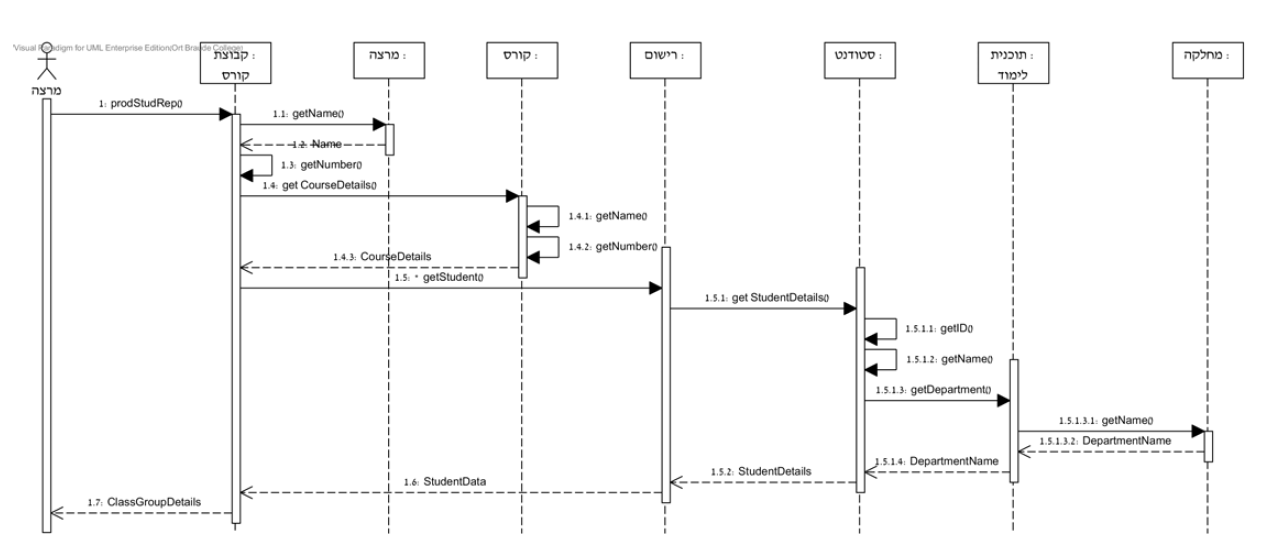 Visual Paradigm for UML Enterprise Edition(Ort Braude College)
מרצה
קבוצת :
קורס
מרצה :
קורס :
רישום :
סטודנט :
תוכנית :
לימוד
מחלקה :
1: prodStudRep()
1.1: getName()
1.2: Name
1.3: getNumber()
1.4: get CourseDetails()
1.4.1: getName()
1.4.2: getNumber()
1.4.3: CourseDetails
1.5: * getStudent()
1.5.1: get StudentDetails()
1.5.1.1: getID()
1.5.1.2: getName()
1.5.1.3: getDepartment()
1.5.1.3.1: getName()
1.5.1.3.2: DepartmentName
1.5.1.4: DepartmentName
1.5.2: StudentDetails
1.6: StudentData
1.7: ClassGroupDetails